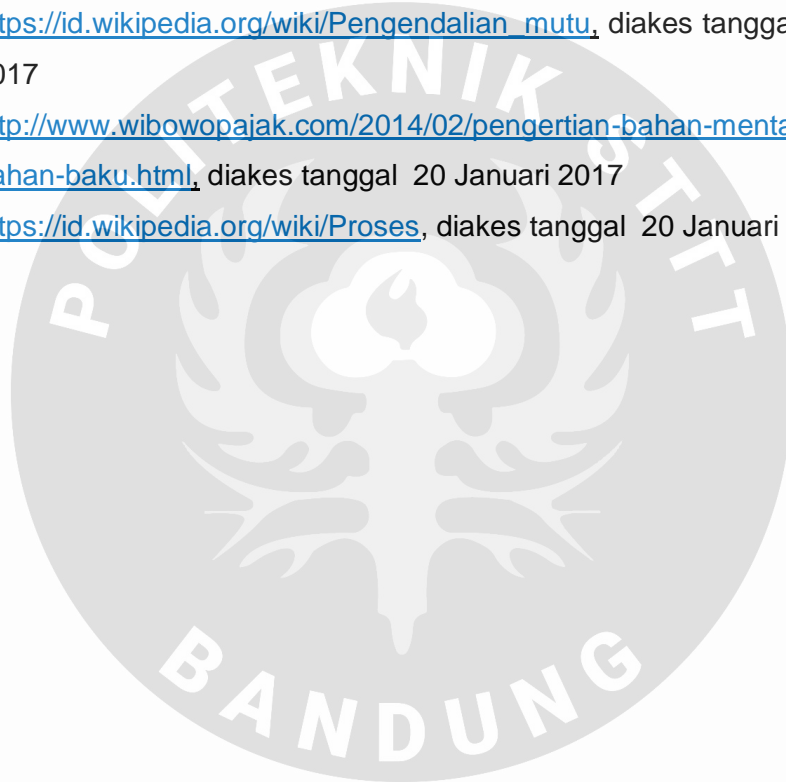 tps://id.wikipedia.org/wiki/Pengendalian_mutu, diakes tangga
017
tp://www.wibowopajak.com/2014/02/pengertian-bahan-menta
ahan-baku.html, diakes tanggal  20 Januari 2017
tps://id.wikipedia.org/wiki/Proses, diakes tanggal  20 Januari
POLITEKNIK STTT
BANDUNG